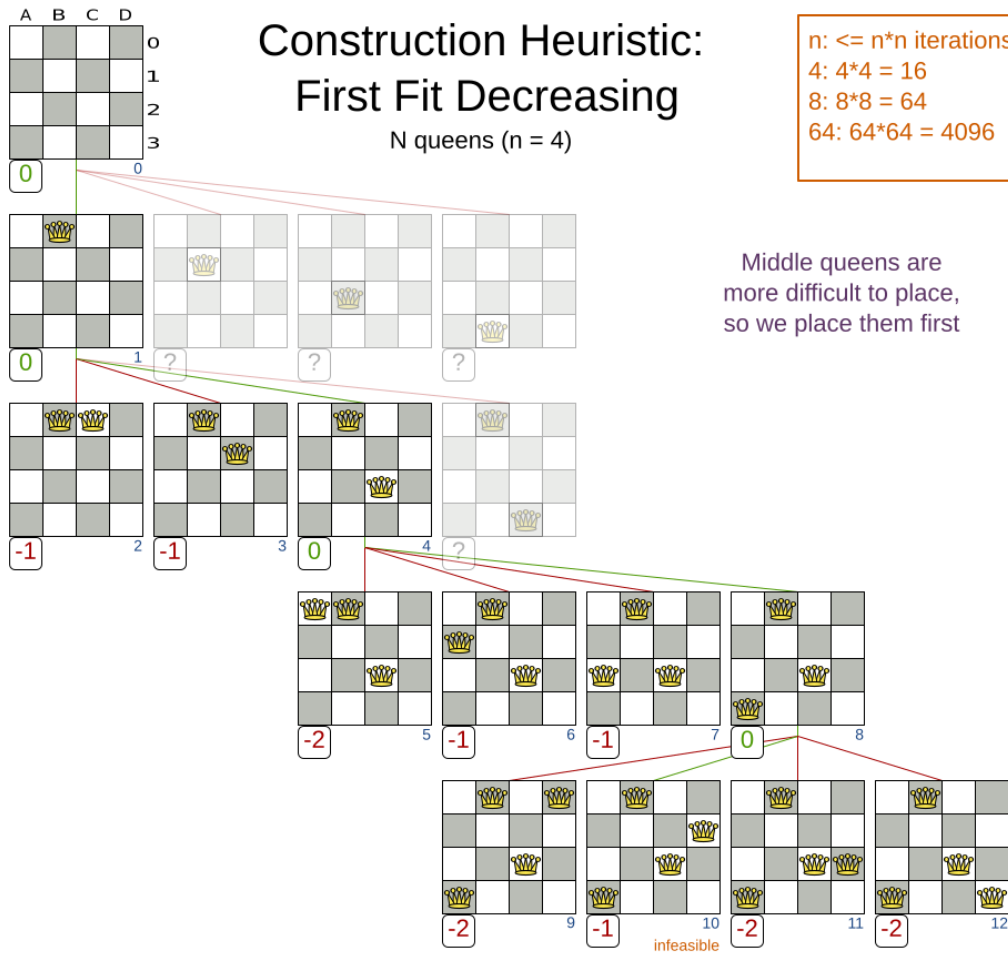 A B C D
0
1
2
3
Construction Heuristic:
First Fit Decreasing
N queens (n = 4)
n: <= n*n iterations
4: 4*4 = 16
8: 8*8 = 64
64: 64*64 = 4096
0 0
Middle queens are
more difficult to place,
so we place them first
0 1 ? ? ?
-1 2 -1 3 0 4 ?
-2 5 -1 6 -1 7 0 8
-2 9 -1 10 -2 11 -2 12
infeasible